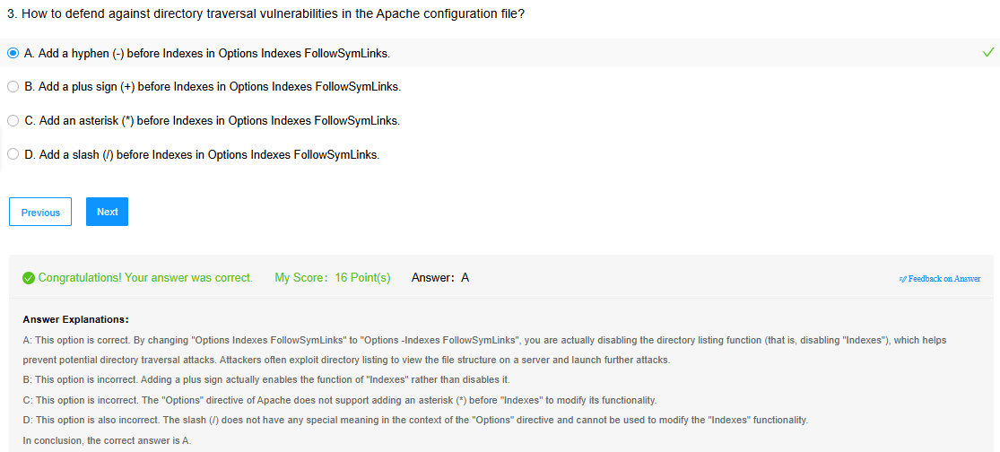 3. How to defend against directory traversal vulnerabilities in the Apache configuration file?
A. Add a hyphen (-) before Indexes in Options Indexes FollowSymLinks.
B. Add a plus sign (+) before Indexes in Options Indexes FollowSymLinks.
C. Add an asterisk (*) before Indexes in Options Indexes FollowSymLinks.
D. Add a slash (/) before Indexes in Options Indexes FollowSymLinks.
Previous Next
Congratulations! Your answer was correct. My Score: 16 Point(s) Answer: A Feedback on Answer
Answer Explanations:
A: This option is correct. By changing "Options Indexes FollowSymLinks" to "Options -Indexes FollowSymLinks", you are actually disabling the directory listing function (that is, disabling "Indexes"), which helps
prevent potential directory traversal attacks. Attackers often exploit directory listing to view the file structure on a server and launch further attacks.
B: This option is incorrect. Adding a plus sign actually enables the function of "Indexes" rather than disables it.
C: This option is incorrect. The "Options" directive of Apache does not support adding an asterisk (*) before "Indexes" to modify its functionality.
D: This option is also incorrect. The slash (/) does not have any special meaning in the context of the "Options" directive and cannot be used to modify the "Indexes" functionality.
In conclusion, the correct answer is A.